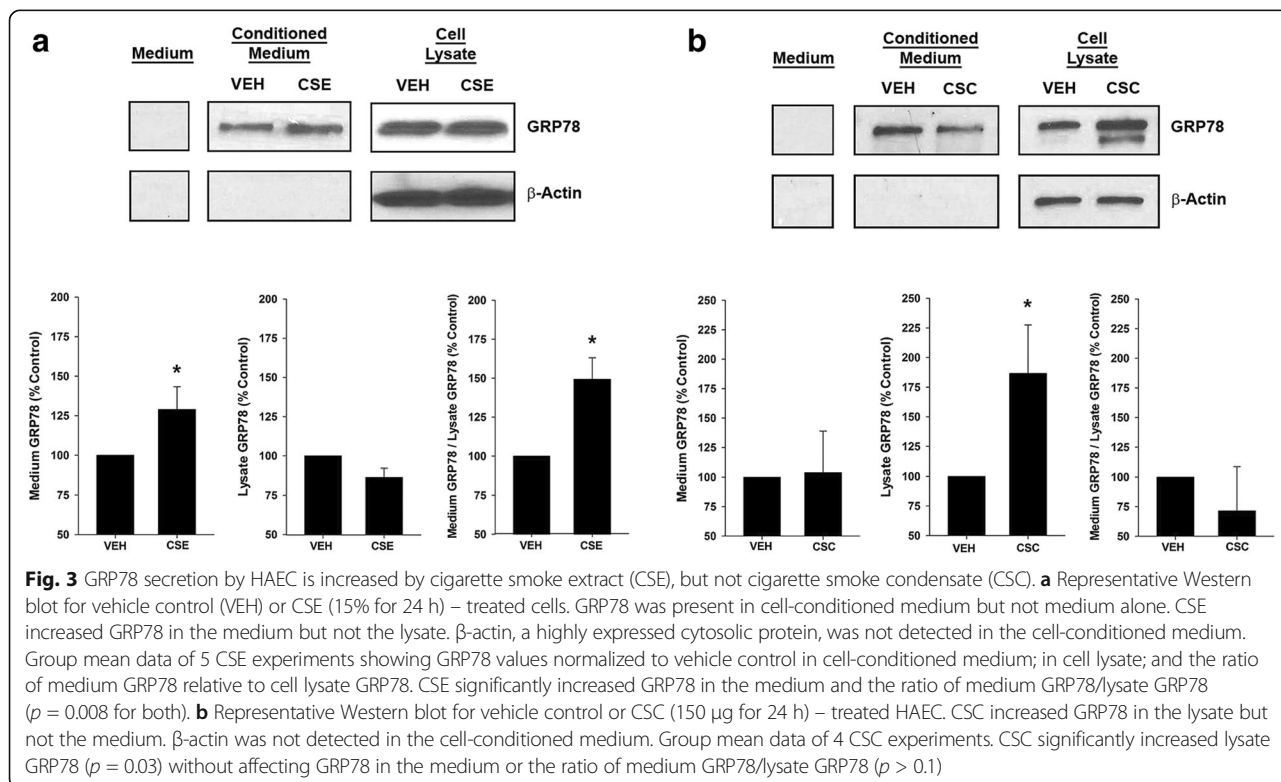 a
Medium
Conditioned
Medium
Cell
Lysate
VEH CSE VEH CSE
GRP78
β-Actin
b
Medium
Conditioned
Medium
Cell
Lysate
VEH CSC VEH CSC
GRP78
β-Actin
Medium GRP78 (% Control)
200
175
150
125
100
75
50
*
VEH CSE
Lysate GRP78 (% Control)
200
175
150
125
100
75
50
VEH CSE
Medium GRP78 / Lysate GRP78 (% Control)
200
175
150
125
100
75
50
*
VEH CSE
Medium GRP78 (% Control)
250
225
200
175
150
125
100
75
50
VEH CSC
Lysate GRP78 (% Control)
250
225
200
175
150
125
100
75
50
*
VEH CSC
Medium GRP78 / Lysate GRP78 (% Control)
250
225
200
175
150
125
100
75
50
VEH CSC
Fig. 3 GRP78 secretion by HAEC is increased by cigarette smoke extract (CSE), but not cigarette smoke condensate (CSC). a Representative Western
blot for vehicle control (VEH) or CSE (15% for 24 h) – treated cells. GRP78 was present in cell-conditioned medium but not medium alone. CSE
increased GRP78 in the medium but not the lysate. β-actin, a highly expressed cytosolic protein, was not detected in the cell-conditioned medium.
Group mean data of 5 CSE experiments showing GRP78 values normalized to vehicle control in cell-conditioned medium; in cell lysate; and the ratio
of medium GRP78 relative to cell lysate GRP78. CSE significantly increased GRP78 in the medium and the ratio of medium GRP78/lysate GRP78
(p = 0.008 for both). b Representative Western blot for vehicle control or CSC (150 μg for 24 h) – treated HAEC. CSC increased GRP78 in the lysate but
not the medium. β-actin was not detected in the cell-conditioned medium. Group mean data of 4 CSC experiments. CSC significantly increased lysate
GRP78 (p = 0.03) without affecting GRP78 in the medium or the ratio of medium GRP78/lysate GRP78 (p > 0.1)